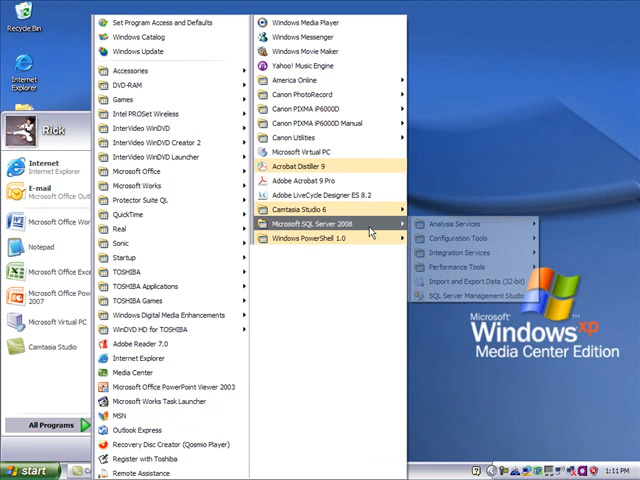 Recycle Bin
Internet
Explorer
Rick
Internet
Internet Explorer
E-mail
Microsoft Office Out
Microsoft Word
Notepad
Microsoft Office Exc
Microsoft Office Pow
2007
Microsoft Virtual PC
Camtasia Studio
All Programs
Set Program Access and Defaults
Windows Catalog
Windows Update
Accessories
DVD-RAM
Games
Intel PROSet Wireless
InterVideo WinDVD
InterVideo WinDVD Creator 2
InterVideo WinDVD Launcher
Microsoft Office
Microsoft Works
Protector Suite QL
QuickTime
Real
Sonic
Startup
TOSHIBA
TOSHIBA Applications
TOSHIBA Games
Windows Digital Media Enhancements
WinDVD HD for TOSHIBA
Adobe Reader 7.0
Internet Explorer
Media Center
Microsoft Office PowerPoint Viewer 2003
Microsoft Works Task Launcher
MSN
Outlook Express
Recovery Disc Creator (Qosmio Player)
Register with Toshiba
Remote Assistance
Windows Media Player
Windows Messenger
Windows Movie Maker
Yahoo! Music Engine
America Online
Canon PhotoRecord
Canon PIXMA iP6000D
Canon PIXMA iP6000D Manual
Canon Utilities
Microsoft Virtual PC
Acrobat Distiller 9
Adobe Acrobat 9 Pro
Adobe LiveCycle Designer ES 8.2
Camtasia Studio 6
Microsoft SQL Server 2008
Windows PowerShell 1.0
Analysis Services
Configuration Tools
Integration Services
Performance Tools
Import and Export Data (32-bit)
SQL Server Management Studio
Microsoft
Windows xp
Media Center Edition
start
1:11 PM